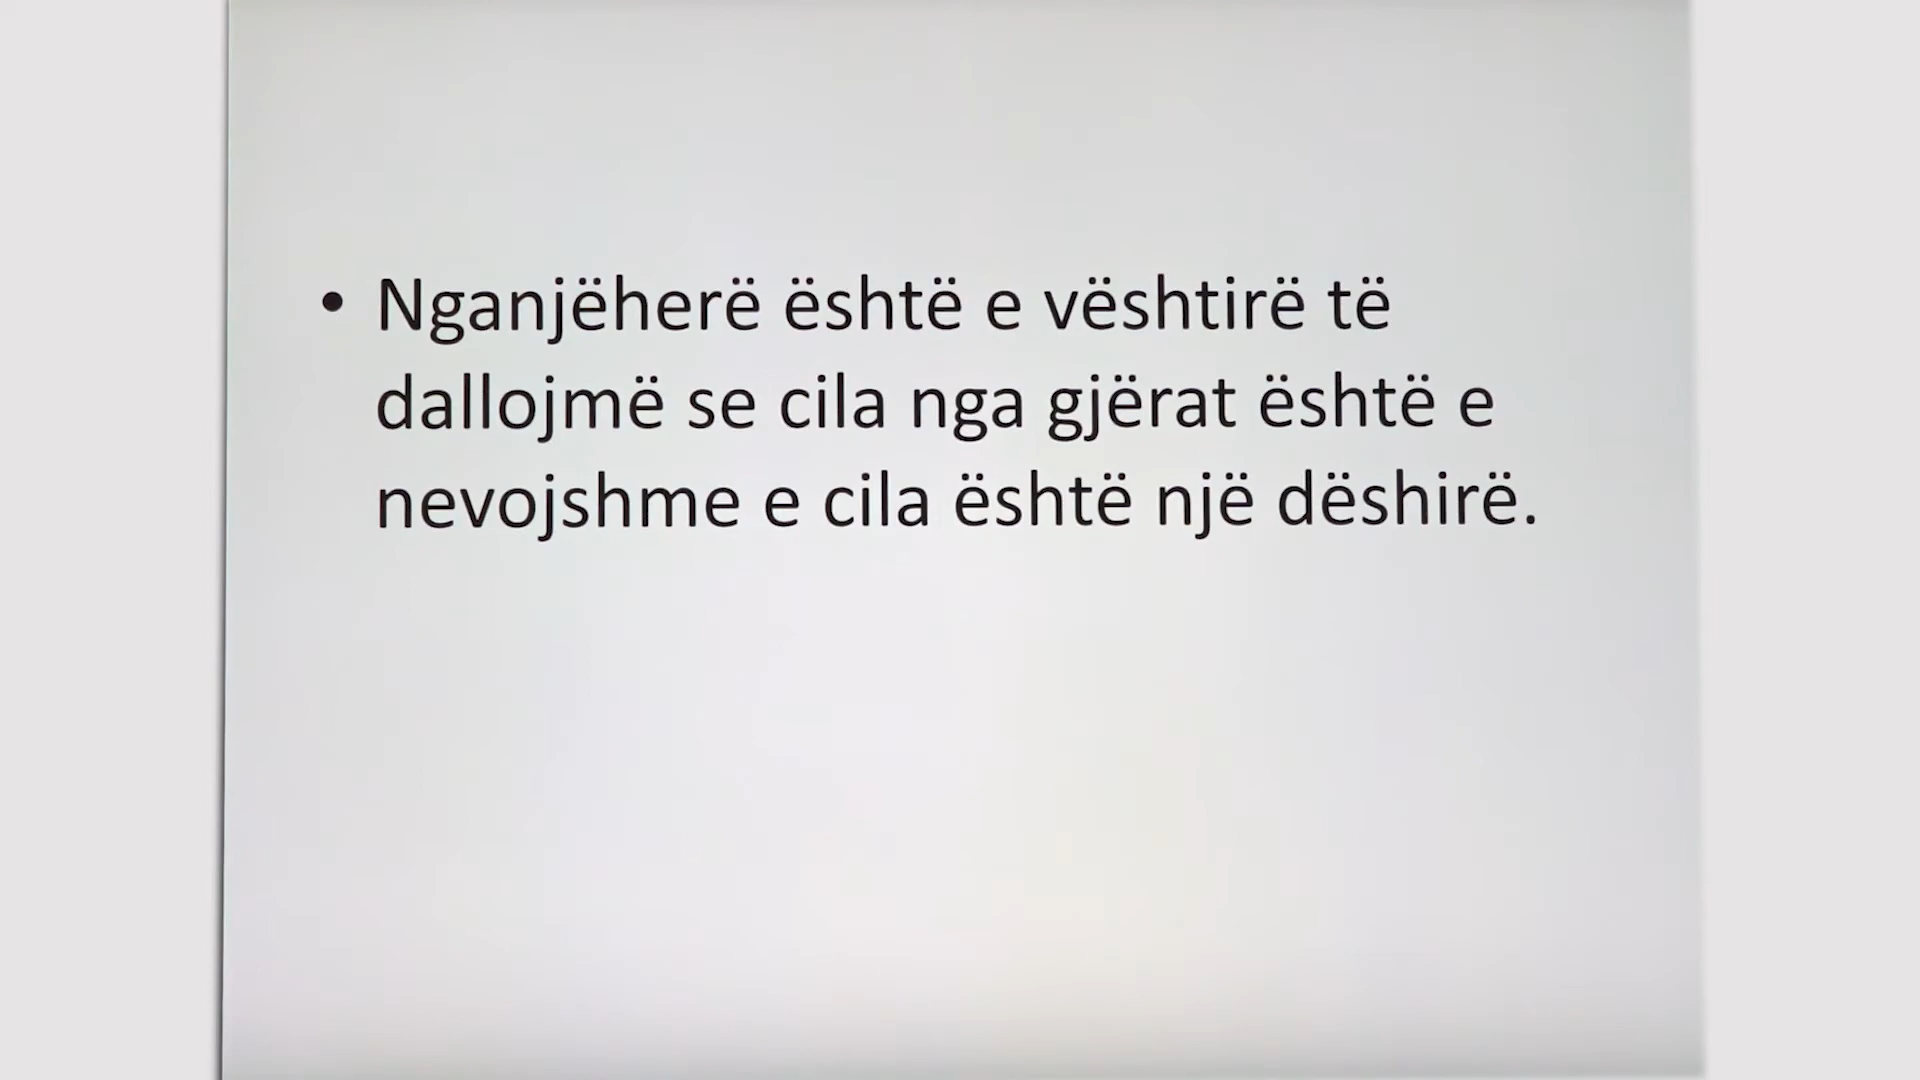 • Nganjëherë është e vështirë të
dallojmë se cila nga gjërat është e
nevojshme e cila është një dëshirë.